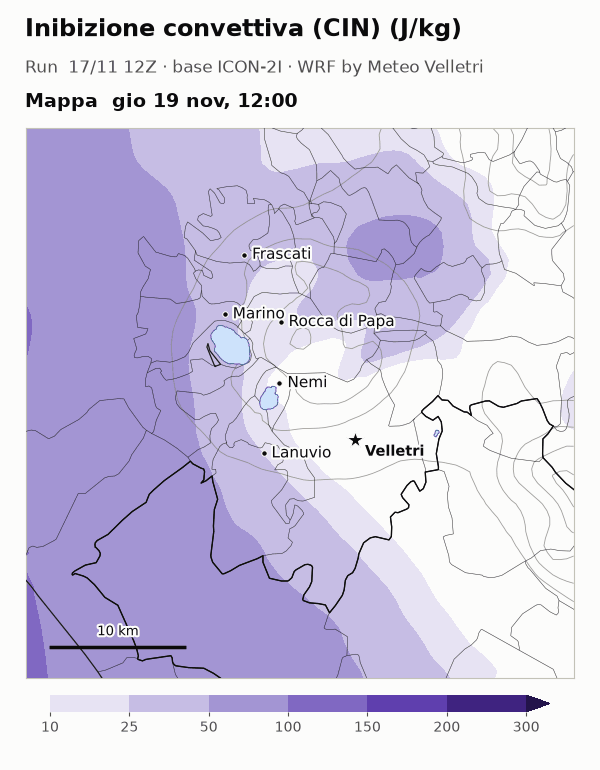 Inibizione convettiva (CIN) (J/kg)
Run  17/11 12Z · base ICON-2I · WRF by Meteo Velletri
Mappa  gio 19 nov, 12:00
Frascati
Marino
Rocca di Papa
Nemi
Velletri
Lanuvio
10 km
10 25 50 100 150 200 300